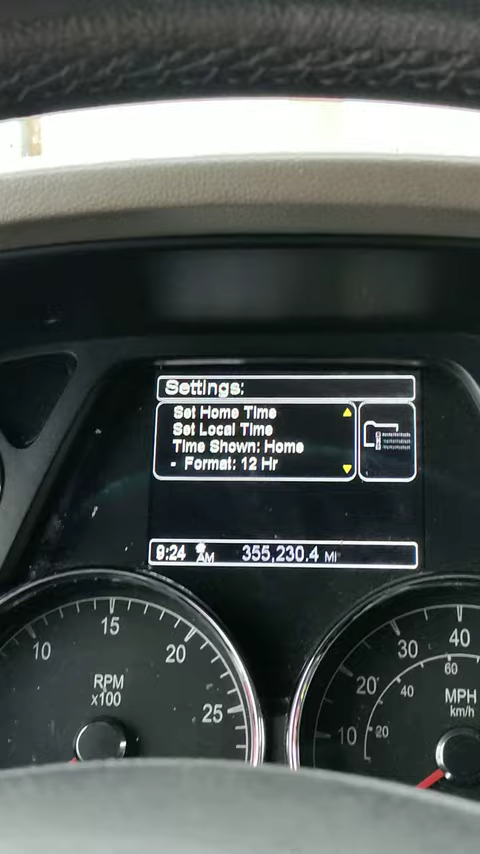 Settings:
Set Home Time
Set Local Time
Time Shown: Home
- Format: 12 Hr
9:24 AM 355,230.4 MI
10 15 20 25
RPM
x100
10 20 30 40
20 40 60
MPH
km/h